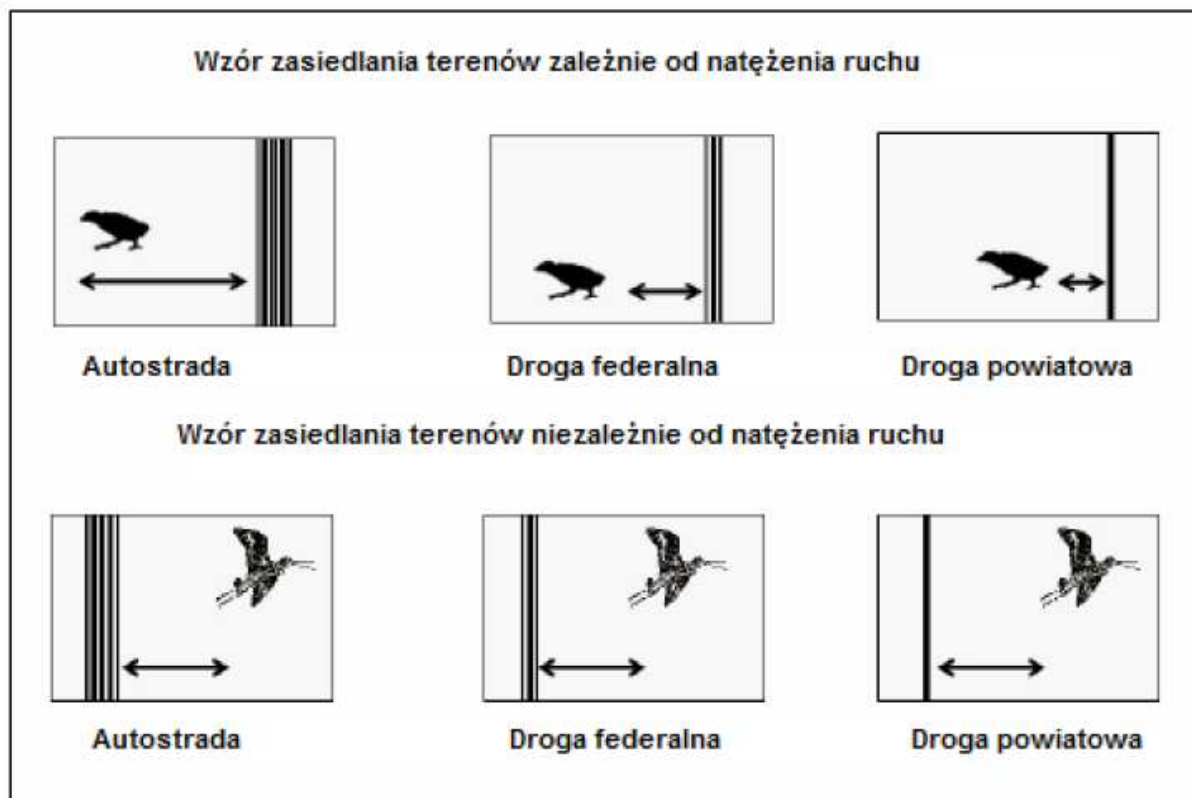 Wzór zasiedlania terenów zależnie od natężenia ruchu
Autostrada
Droga federalna
Droga powiatowa
Wzór zasiedlania terenów niezależnie od natężenia ruchu
Autostrada
Droga federalna
Droga powiatowa